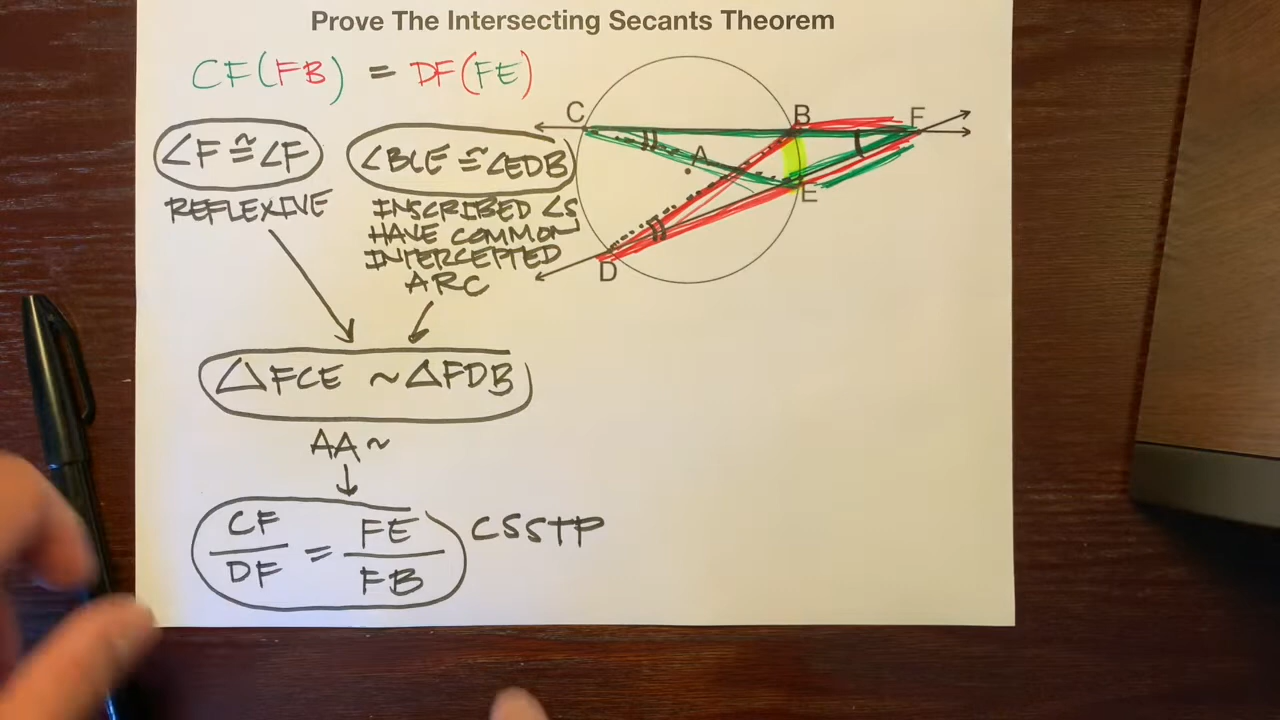 Prove The Intersecting Secants Theorem
CF(FB) = DF(FE)
∠F ≅ ∠F
REFLEXIVE
∠BCE ≅ ∠EDB
INSCRIBED ∠S
HAVE COMMON
INTERCEPTED
ARC
C
B
F
A
E
D
△FCE ~ △FDB
AA ~
CF/DF = FE/FB CSSTP